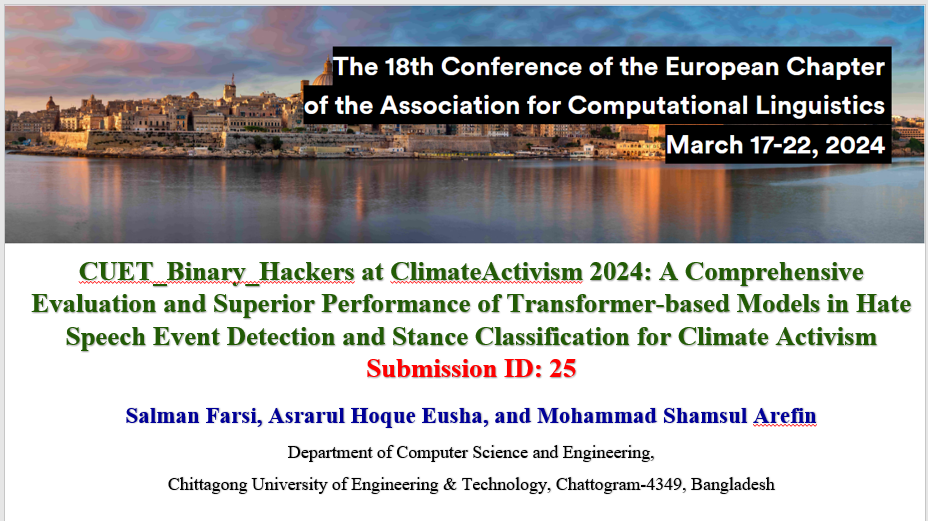 The 18th Conference of the European Chapter
of the Association for Computational Linguistics
March 17-22, 2024
CUET_Binary_Hackers at ClimateActivism 2024: A Comprehensive
Evaluation and Superior Performance of Transformer-based Models in Hate
Speech Event Detection and Stance Classification for Climate Activism
Submission ID: 25
Salman Farsi, Asrarul Hoque Eusha, and Mohammad Shamsul Arefin
Department of Computer Science and Engineering,
Chittagong University of Engineering & Technology, Chattogram-4349, Bangladesh